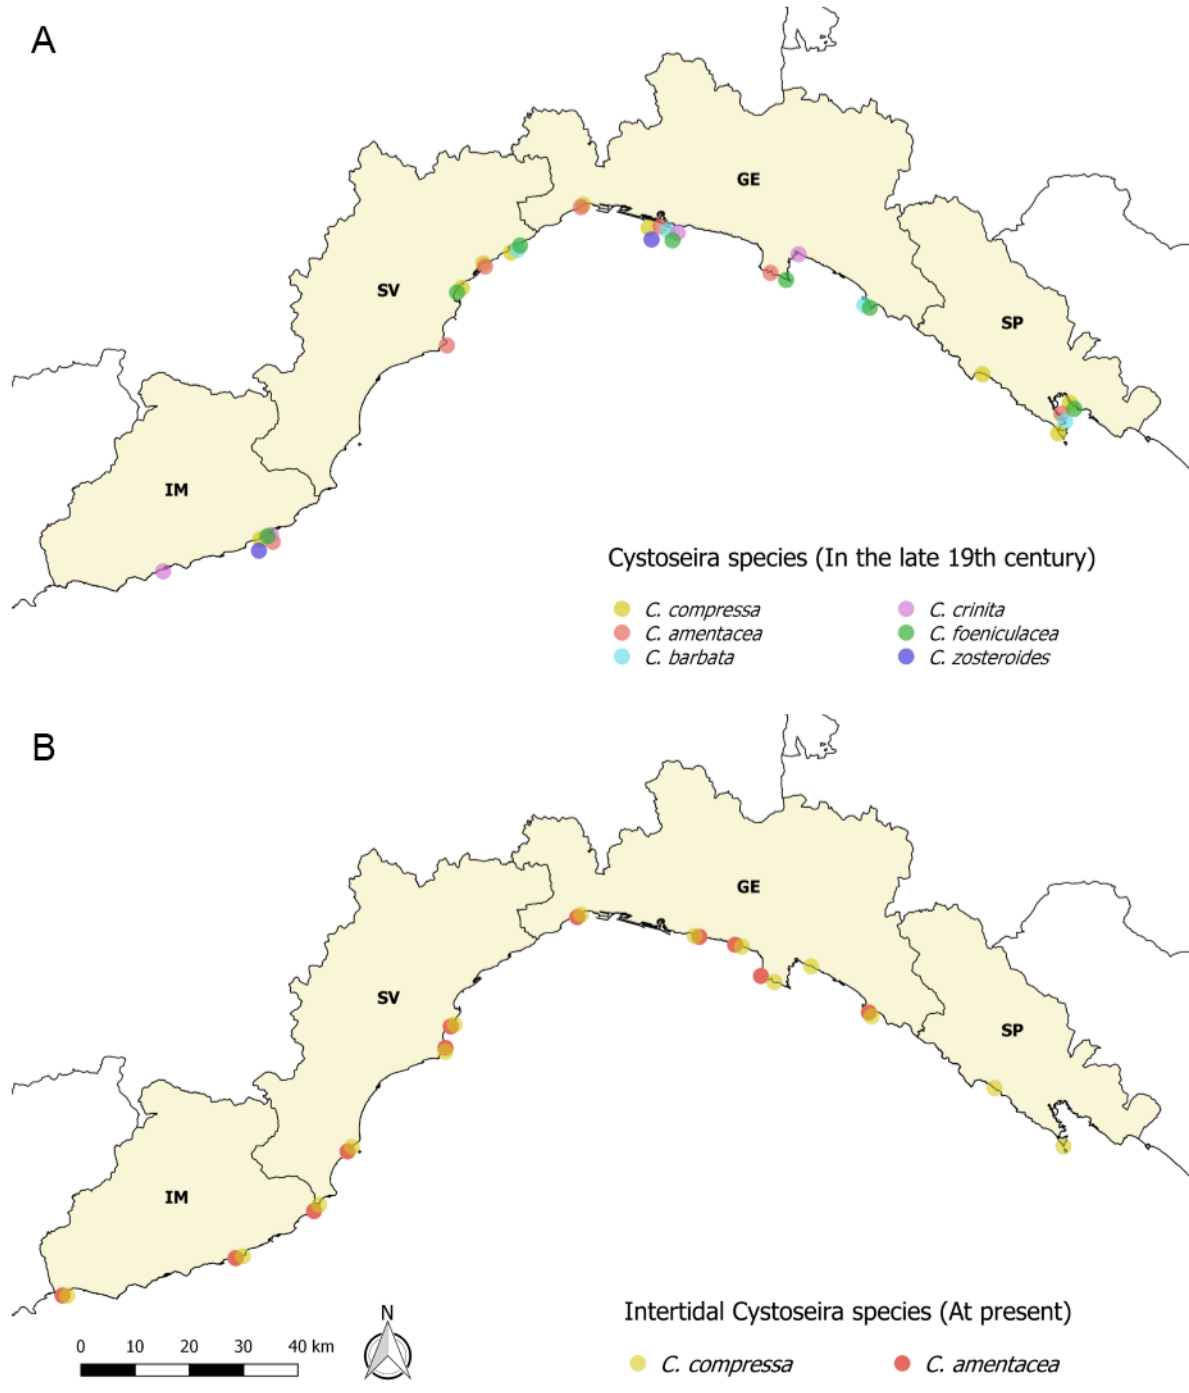 A
GE
SV
SP
IM
Cystoseira species (In the late 19th century)
C. compressa
C. crinita
C. amentacea
C. foeniculacea
C. barbata
C. zosteroides
B
GE
SV
SP
IM
N
Intertidal Cystoseira species (At present)
0 10 20 30 40 km
C. compressa
C. amentacea